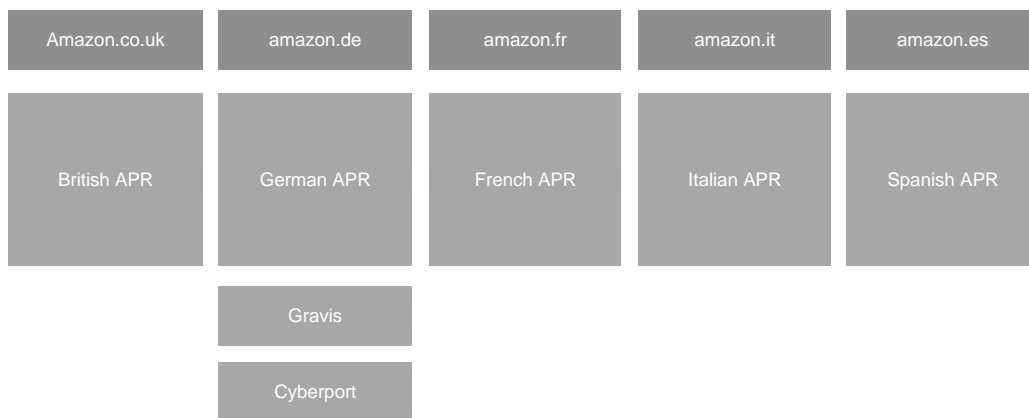 Amazon.co.uk
amazon.de
amazon.fr
amazon.it
amazon.es
British APR
German APR
French APR
Italian APR
Spanish APR
Gravis
Cyberport